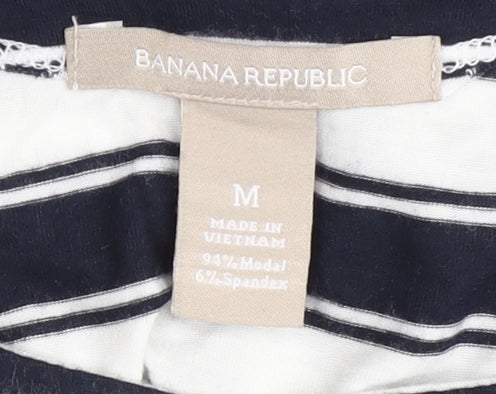 BANANA REPUBLIC
M
MADE IN
VIETNAM
94% Modal
6% Spandex